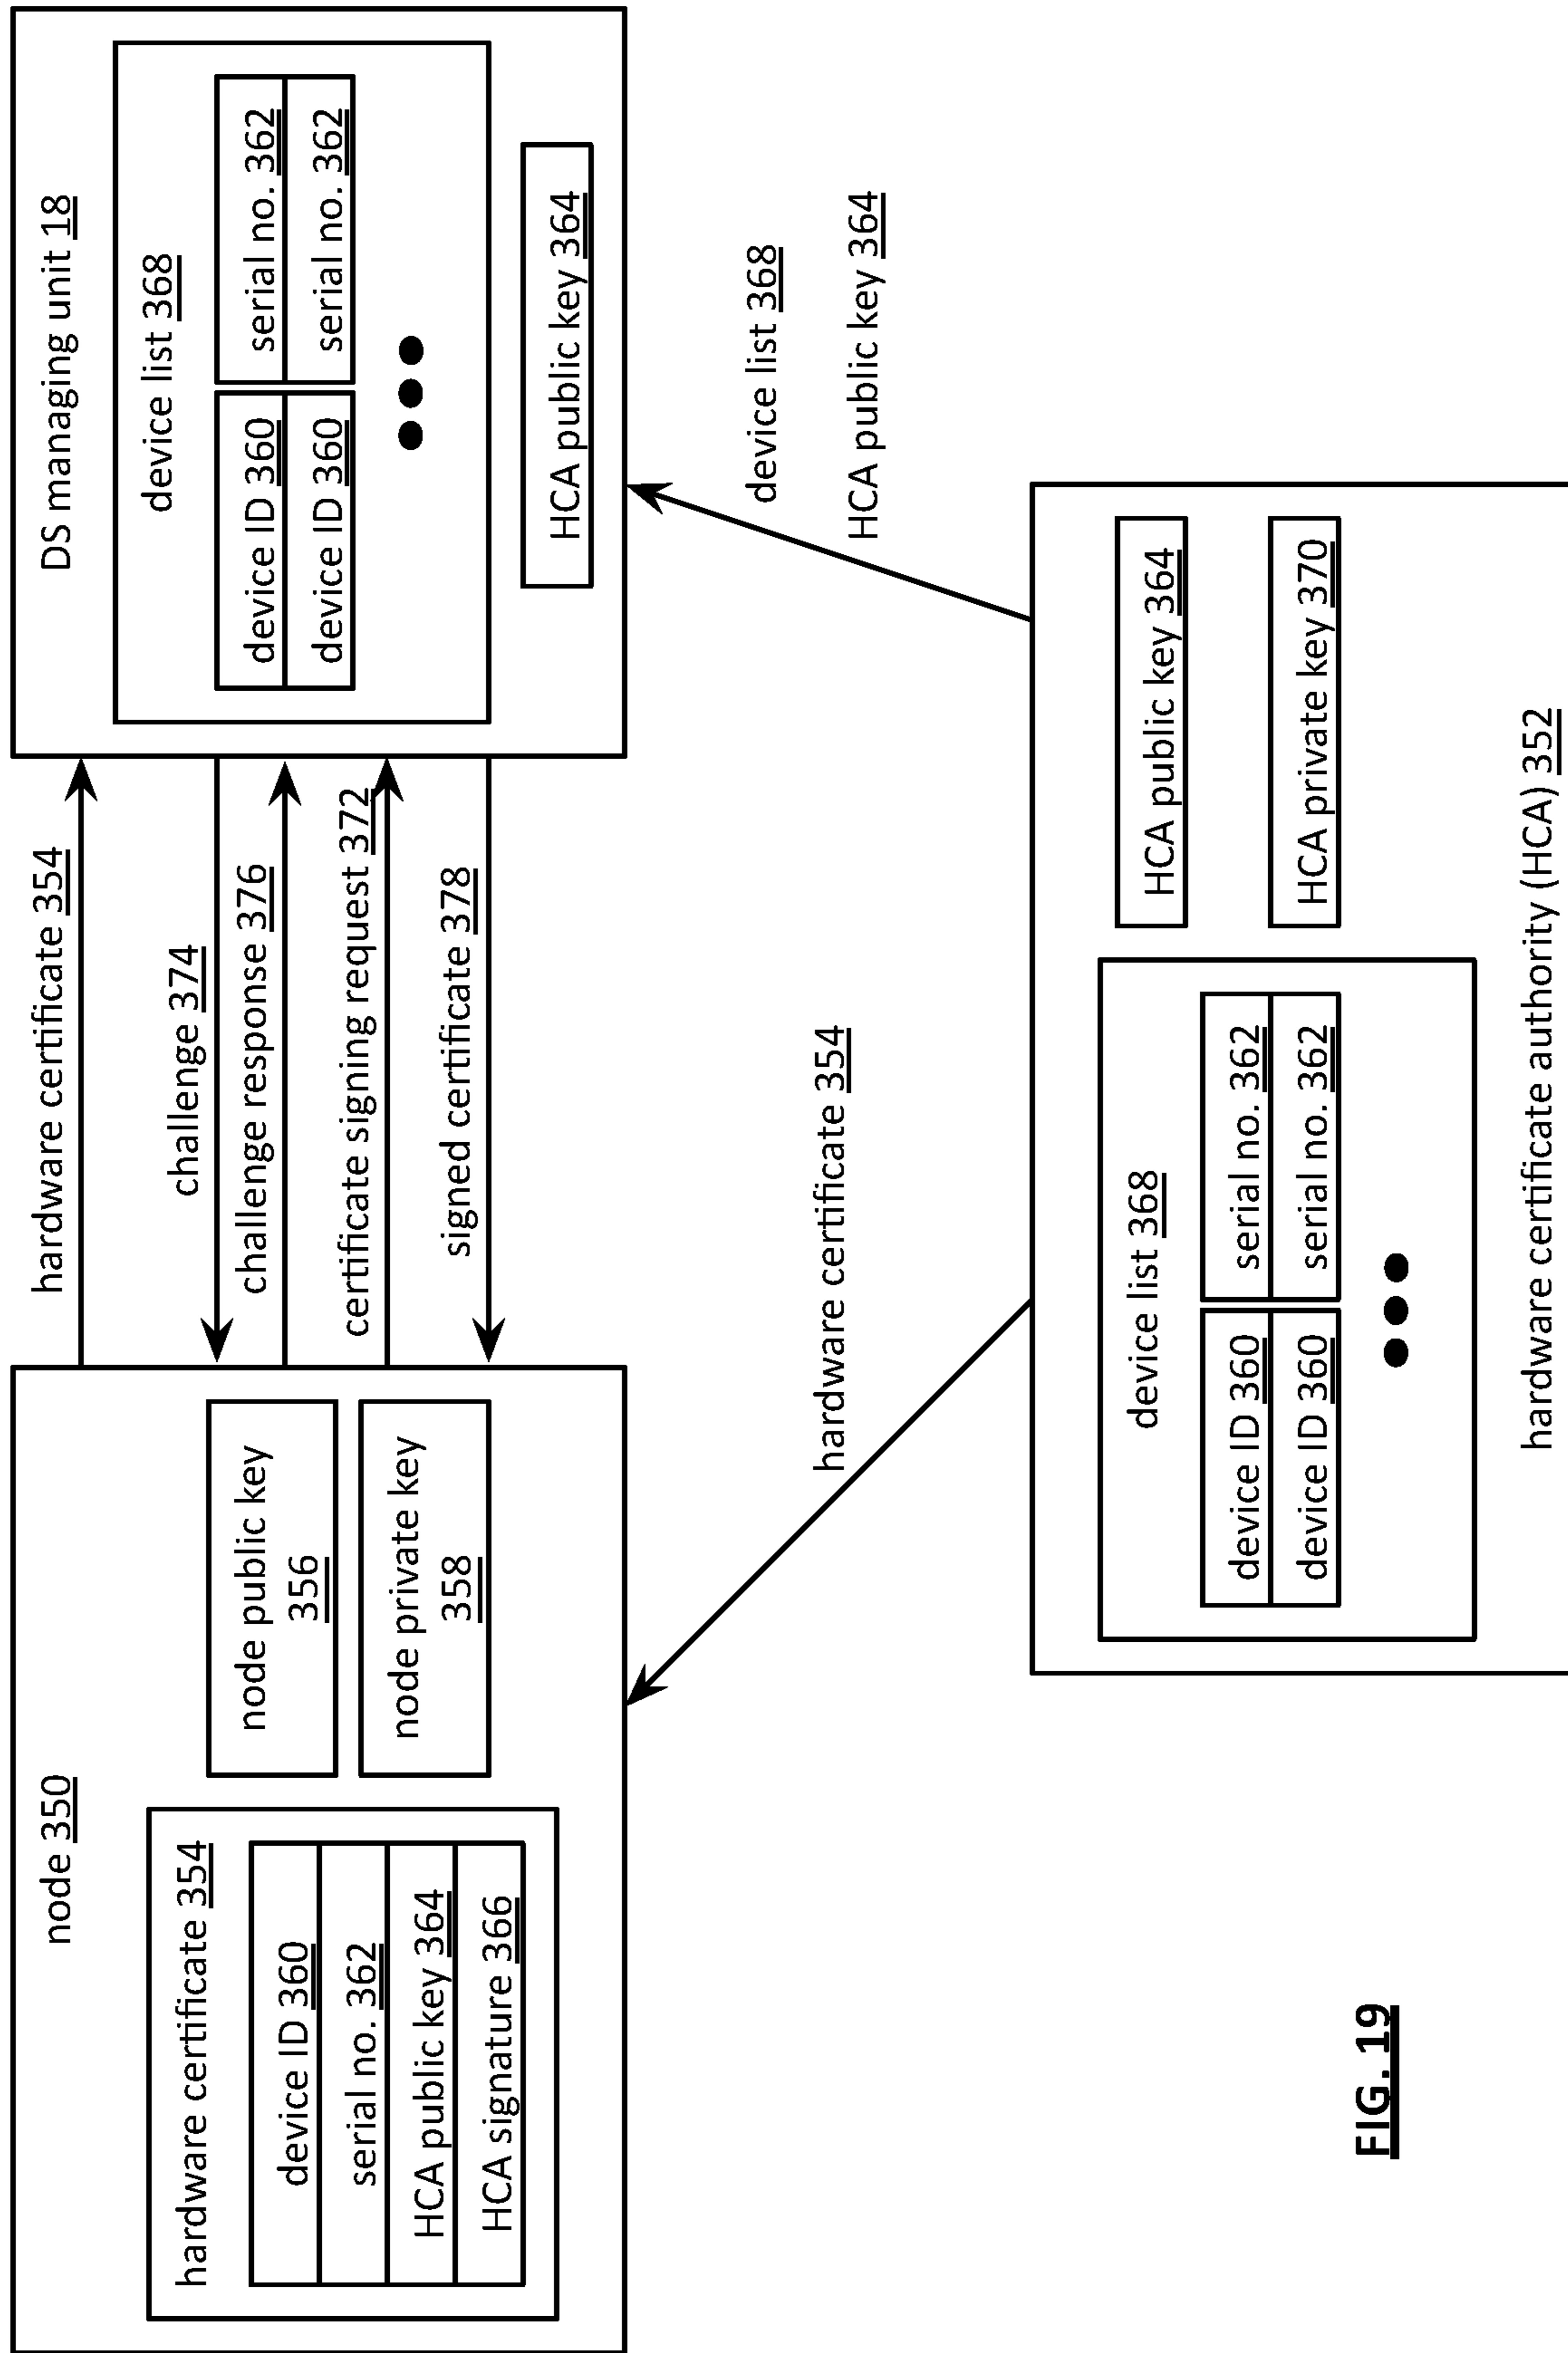 node 350
hardware certificate 354
device ID 360
serial no. 362
HCA public key 364
HCA signature 366
node public key
356
node private key
358
hardware certificate 354
challenge 374
challenge response 376
certificate signing request 372
signed certificate 378
DS managing unit 18
device list 368
device ID 360 serial no. 362
device ID 360 serial no. 362
HCA public key 364
hardware certificate 354
device list 368
HCA public key 364
device list 368
device ID 360 serial no. 362
device ID 360 serial no. 362
HCA public key 364
HCA private key 370
hardware certificate authority (HCA) 352
FIG. 19